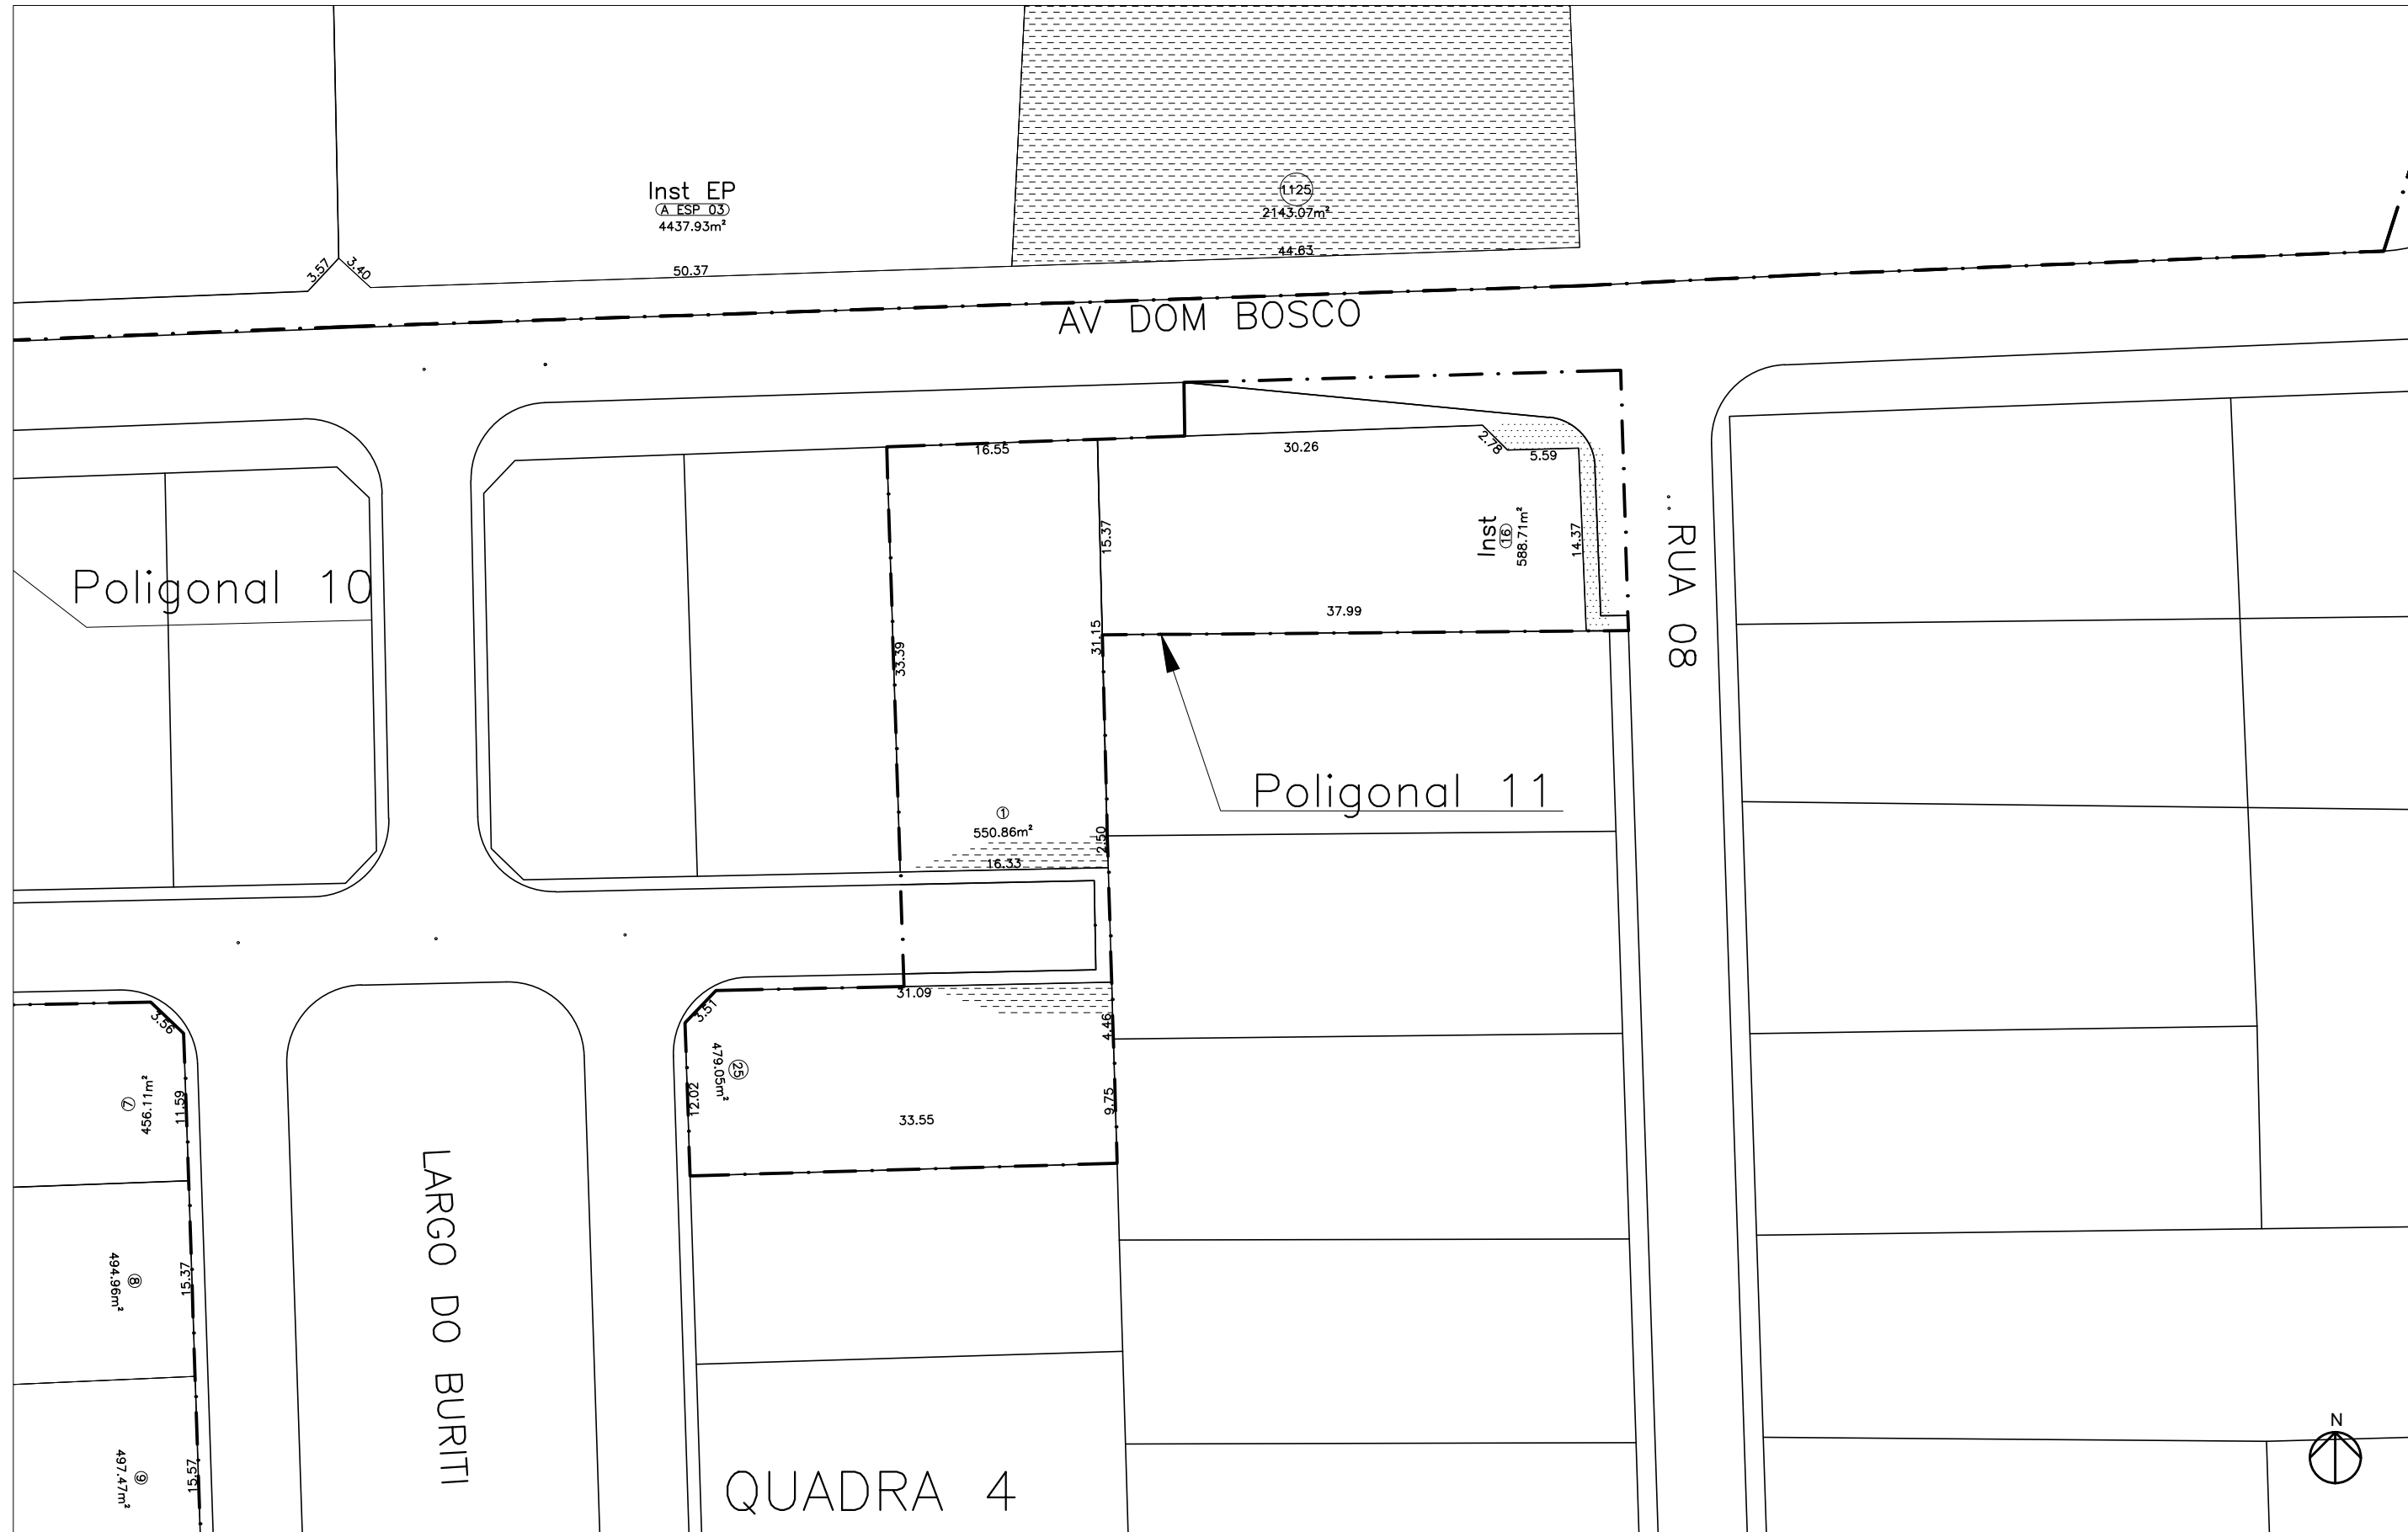 Inst EP
A ESP 03
4437.93m²
1125
2143.07m²
44.63
3.57
3.40
50.37
AV DOM BOSCO
16.55
30.26
2.78
5.59
15.37
Inst
16
588.71m²
14.37
RUA 08
Poligonal 10
37.99
31.15
33.39
Poligonal 11
1
550.86m²
2.50
16.33
31.09
3.51
4.46
25
479.05m²
12.02
9.75
33.55
3.56
7
456.11m²
11.59
8
494.96m²
15.37
9
497.47m²
15.57
LARGO DO BURITI
QUADRA 4
N